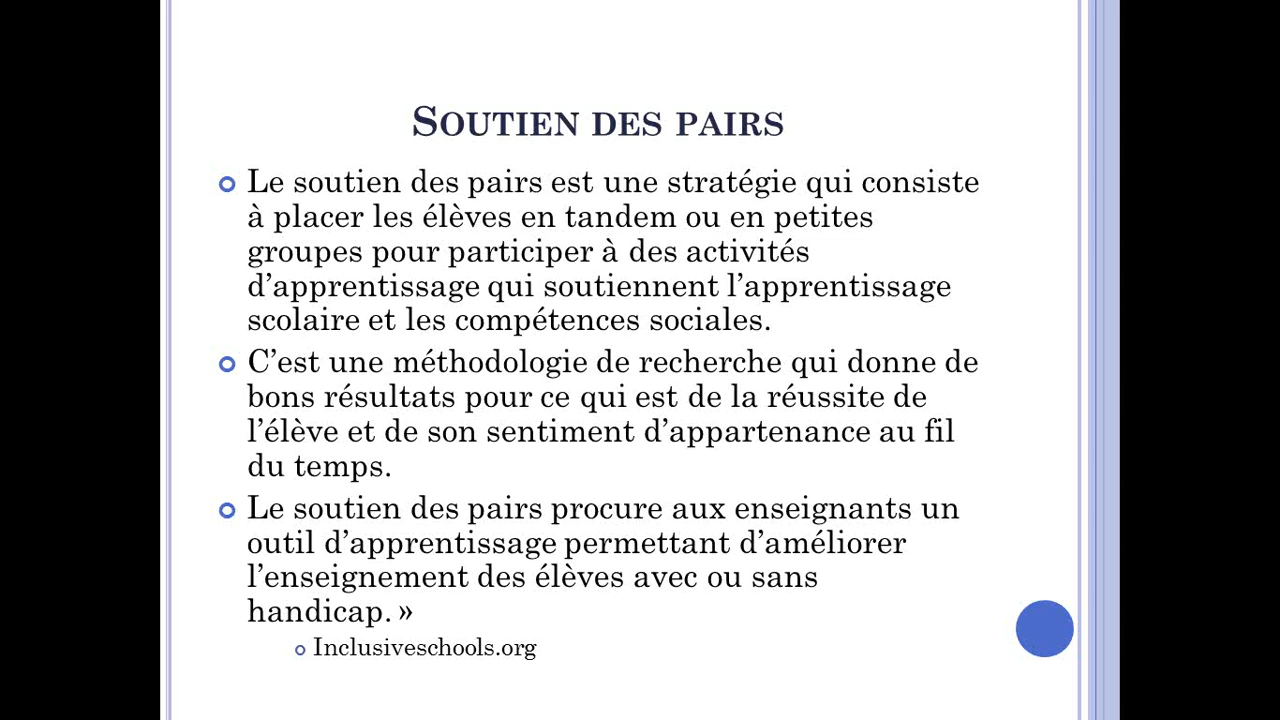 Soutien des pairs
Le soutien des pairs est une stratégie qui consiste
à placer les élèves en tandem ou en petites
groupes pour participer à des activités
d’apprentissage qui soutiennent l’apprentissage
scolaire et les compétences sociales.
C’est une méthodologie de recherche qui donne de
bons résultats pour ce qui est de la réussite de
l’élève et de son sentiment d’appartenance au fil
du temps.
Le soutien des pairs procure aux enseignants un
outil d’apprentissage permettant d’améliorer
l’enseignement des élèves avec ou sans
handicap. »
Inclusiveschools.org